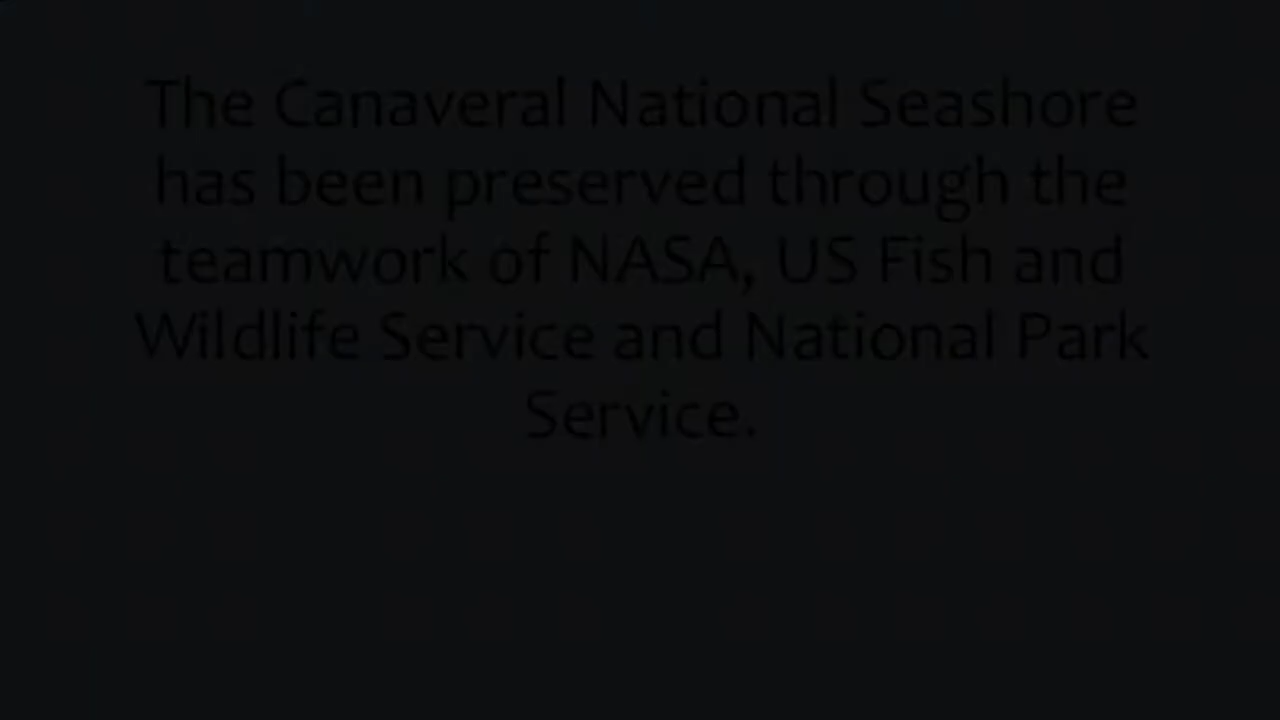 The Canaveral National Seashore
has been preserved through the
teamwork of NASA, US Fish and
Wildlife Service and National Park
Service.